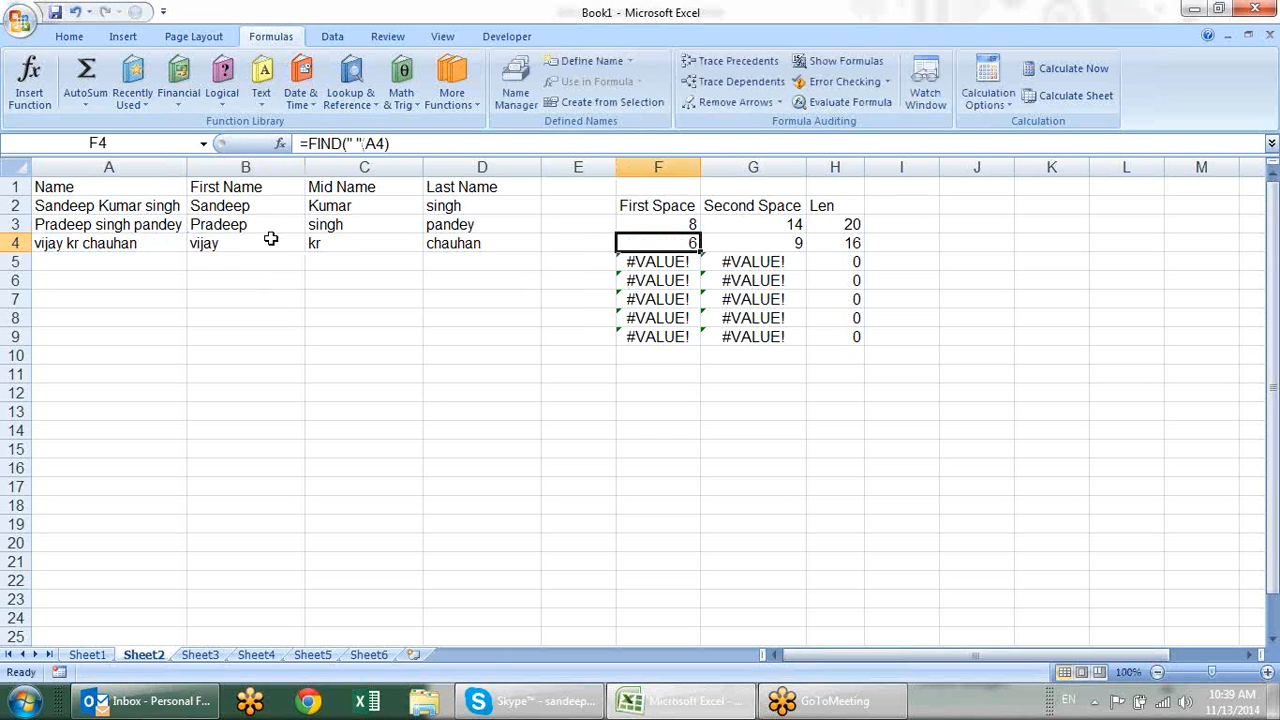 Book1 - Microsoft Excel
Home Insert Page Layout Formulas Data Review View Developer
Insert Function
AutoSum
Recently Used
Financial
Logical
Text
Date & Time
Lookup & Reference
Math & Trig
More Functions
Function Library
Name Manager
Define Name
Use in Formula
Create from Selection
Defined Names
Trace Precedents
Trace Dependents
Remove Arrows
Show Formulas
Error Checking
Evaluate Formula
Formula Auditing
Watch Window
Calculation Options
Calculate Now
Calculate Sheet
Calculation
F4 fx =FIND(" ",A4)
A B C D E F G H I J K L M
1 Name First Name Mid Name Last Name
2 Sandeep Kumar singh Sandeep Kumar singh First Space Second Space Len
3 Pradeep singh pandey Pradeep singh pandey 8 14 20
4 vijay kr chauhan vijay kr chauhan 6 9 16
5 #VALUE! #VALUE! 0
6 #VALUE! #VALUE! 0
7 #VALUE! #VALUE! 0
8 #VALUE! #VALUE! 0
9 #VALUE! #VALUE! 0
10
11
12
13
14
15
16
17
18
19
20
21
22
23
24
25
Sheet1 Sheet2 Sheet3 Sheet4 Sheet5 Sheet6
Ready 100%
Inbox - Personal F... Skype™ - sandeep... Microsoft Excel - ... GoToMeeting EN 10:39 AM
11/13/2014